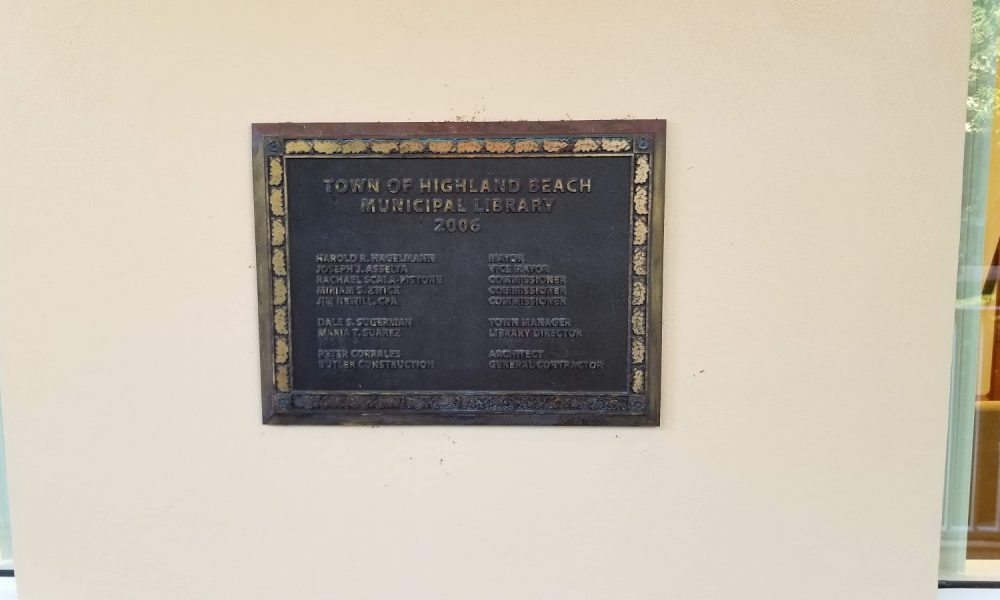 TOWN OF HIGHLAND BEACH
MUNICIPAL LIBRARY
2006
HAROLD R. HAGELMANN MAYOR
JOSEPH J. ASSELTA VICE MAYOR
RACHAEL SCALA-PISTONE COMMISSIONER
MIRIAM S. ZWICK COMMISSIONER
JIM NEWILL, CPA COMMISSIONER
DALE S. SUGERMAN TOWN MANAGER
MARIA T. SUAREZ LIBRARY DIRECTOR
PETER CORRALES ARCHITECT
BUTLER CONSTRUCTION GENERAL CONTRACTOR